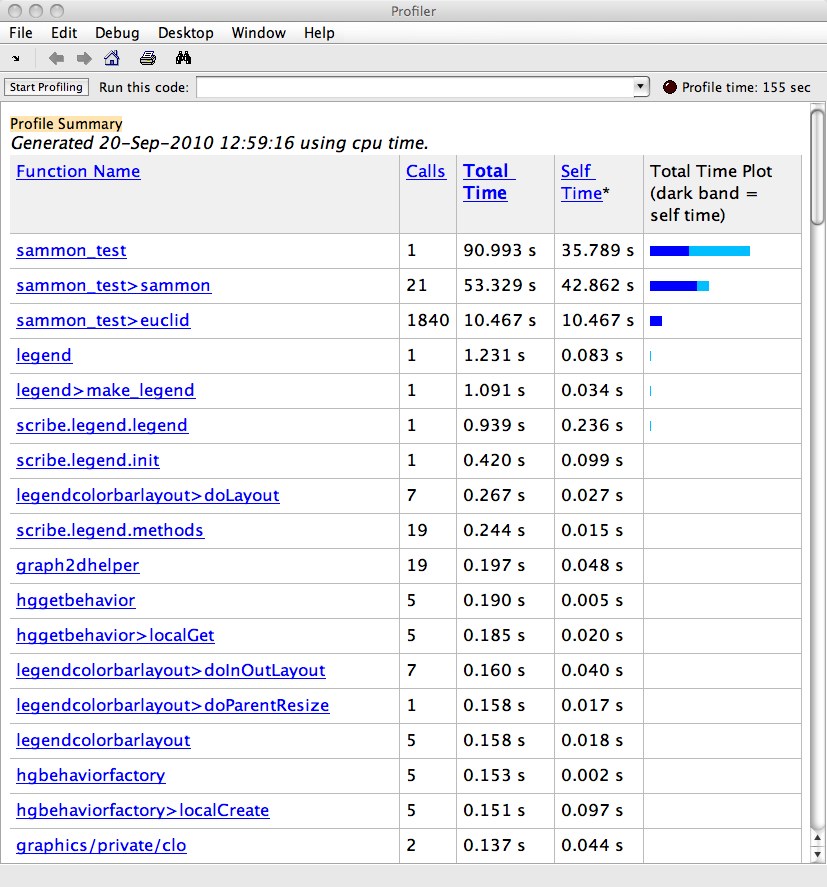 Profiler
File Edit Debug Desktop Window Help
Start Profiling Run this code: Profile time: 155 sec
Profile Summary
Generated 20-Sep-2010 12:59:16 using cpu time.
Function Name Calls Total Time Self Time* Total Time Plot (dark band = self time)
sammon_test 1 90.993 s 35.789 s
sammon_test>sammon 21 53.329 s 42.862 s
sammon_test>euclid 1840 10.467 s 10.467 s
legend 1 1.231 s 0.083 s
legend>make_legend 1 1.091 s 0.034 s
scribe.legend.legend 1 0.939 s 0.236 s
scribe.legend.init 1 0.420 s 0.099 s
legendcolorbarlayout>doLayout 7 0.267 s 0.027 s
scribe.legend.methods 19 0.244 s 0.015 s
graph2dhelper 19 0.197 s 0.048 s
hggetbehavior 5 0.190 s 0.005 s
hggetbehavior>localGet 5 0.185 s 0.020 s
legendcolorbarlayout>doInOutLayout 7 0.160 s 0.040 s
legendcolorbarlayout>doParentResize 1 0.158 s 0.017 s
legendcolorbarlayout 5 0.158 s 0.018 s
hgbehaviorfactory 5 0.153 s 0.002 s
hgbehaviorfactory>localCreate 5 0.151 s 0.097 s
graphics/private/clo 2 0.137 s 0.044 s